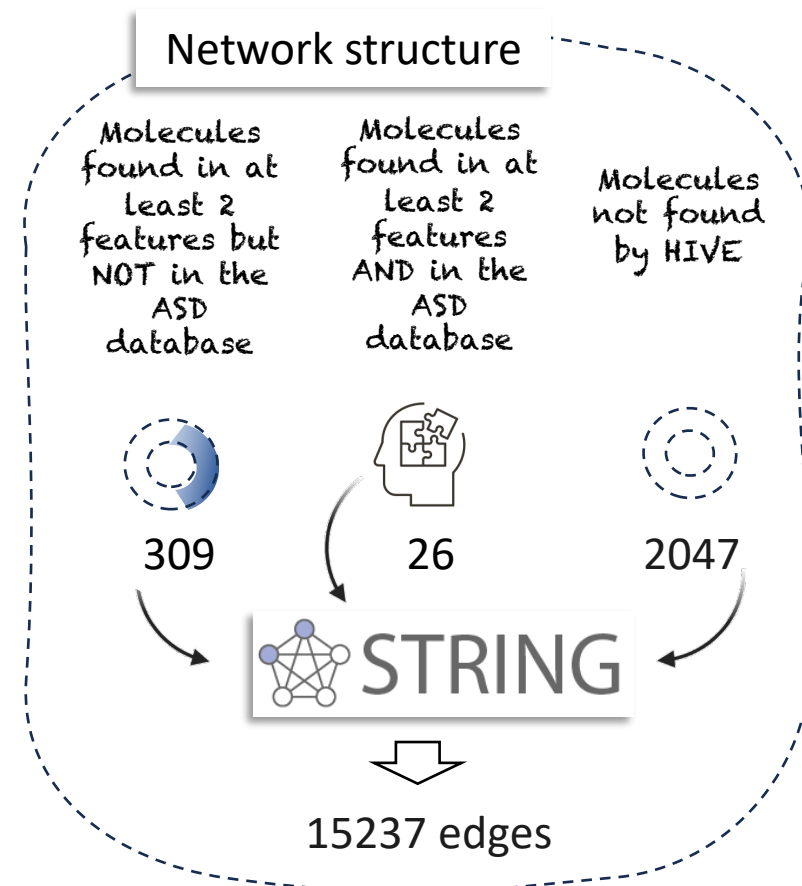 Network structure
Molecules
found in at
least 2
features but
NOT in the
ASD
database
Molecules
found in at
least 2
features
AND in the
ASD
database
Molecules
not found
by HIVE
309
26
2047
STRING
15237 edges